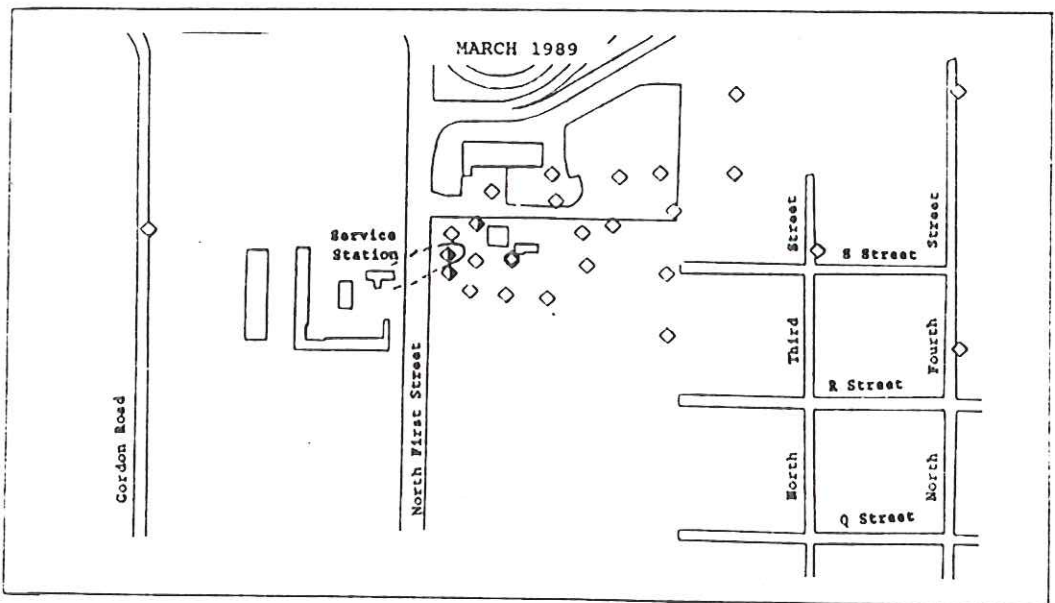 MARCH 1989
Service
Station
Cordon Road
North First Street
Street
Third
North
Street
Fourth
North
S Street
R Street
Q Street